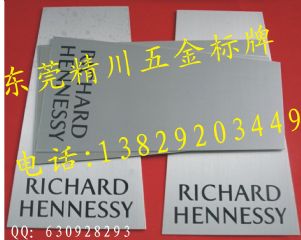 东莞精川五金标牌
RICHARD
HENNESSY
电话:13829203449
RICHARD
HENNESSY
RICHARD
HENNESSY
QQ: 630928293